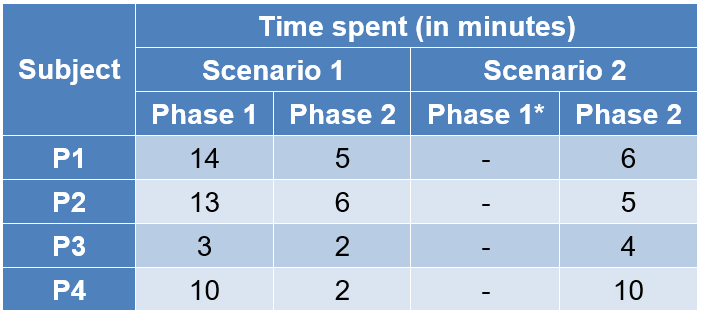 Subject
Time spent (in minutes)
Scenario 1 Scenario 2
Phase 1 Phase 2 Phase 1* Phase 2
P1 14 5 - 6
P2 13 6 - 5
P3 3 2 - 4
P4 10 2 - 10